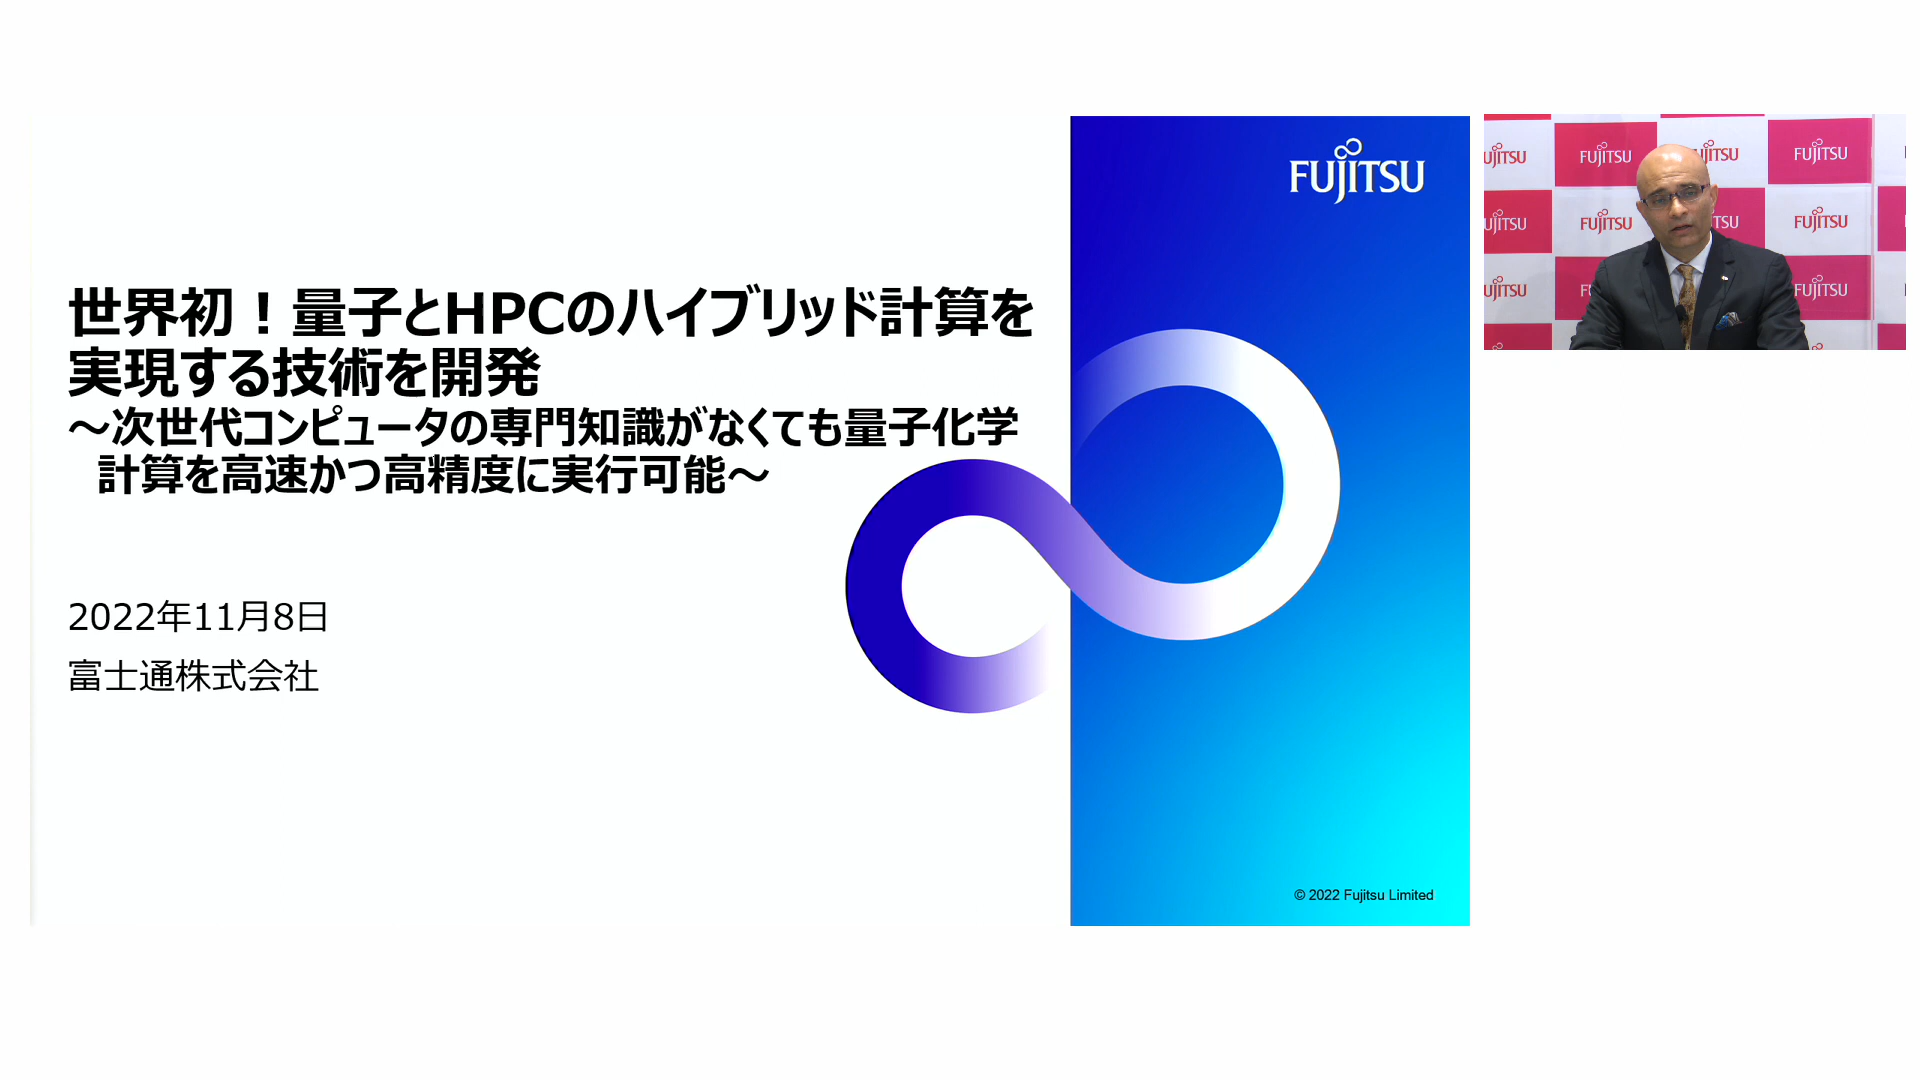 FUJITSU
世界初！量子とHPCのハイブリッド計算を
実現する技術を開発
～次世代コンピュータの専門知識がなくても量子化学
計算を高速かつ高精度に実行可能～
2022年11月8日
富士通株式会社
© 2022 Fujitsu Limited
FUJITSU
FUJITSU
FUJITSU
FUJITSU
FUJITSU
FUJITSU
FUJITSU